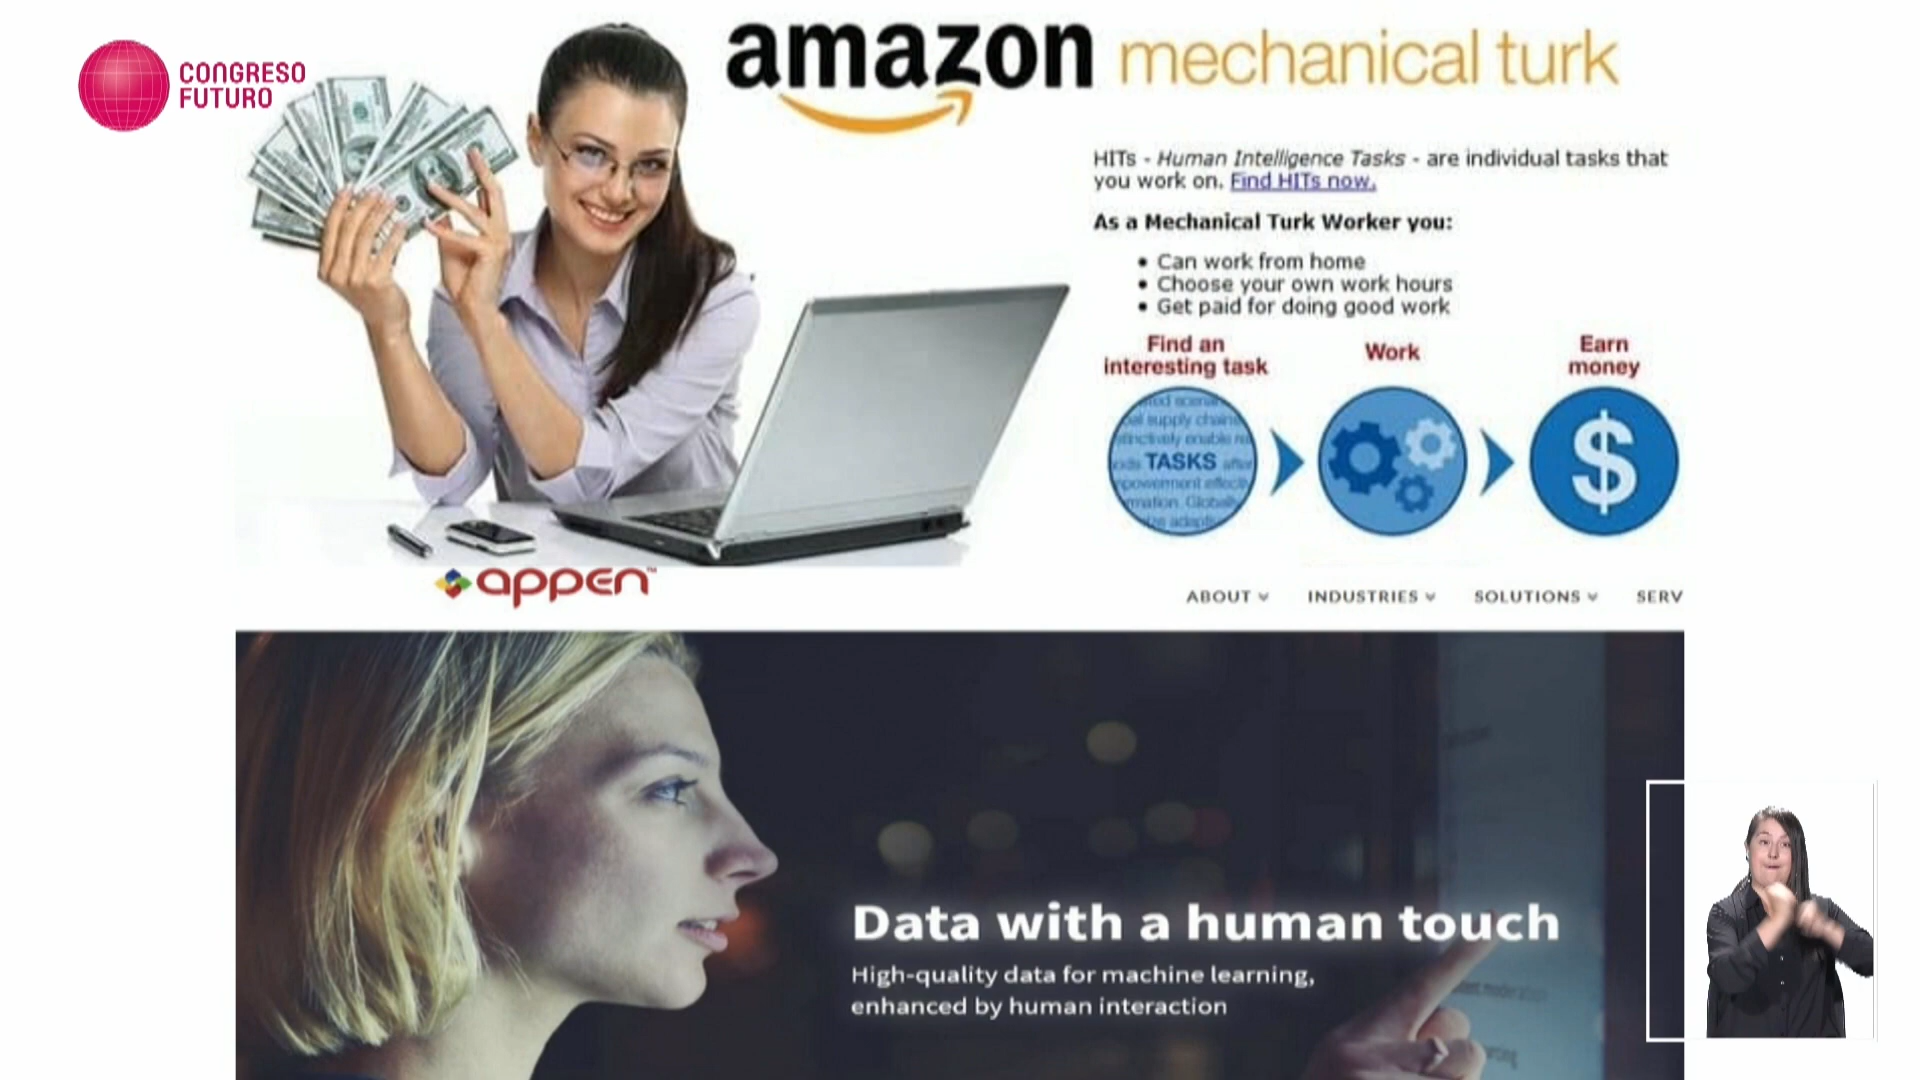 CONGRESO
FUTURO
amazon mechanical turk
HITs - Human Intelligence Tasks - are individual tasks that
you work on. Find HITs now.
As a Mechanical Turk Worker you:
• Can work from home
• Choose your own work hours
• Get paid for doing good work
Find an
interesting task
Work
Earn
money
TASKS
$
appen™
ABOUT
INDUSTRIES
SOLUTIONS
SERV
Data with a human touch
High-quality data for machine learning,
enhanced by human interaction